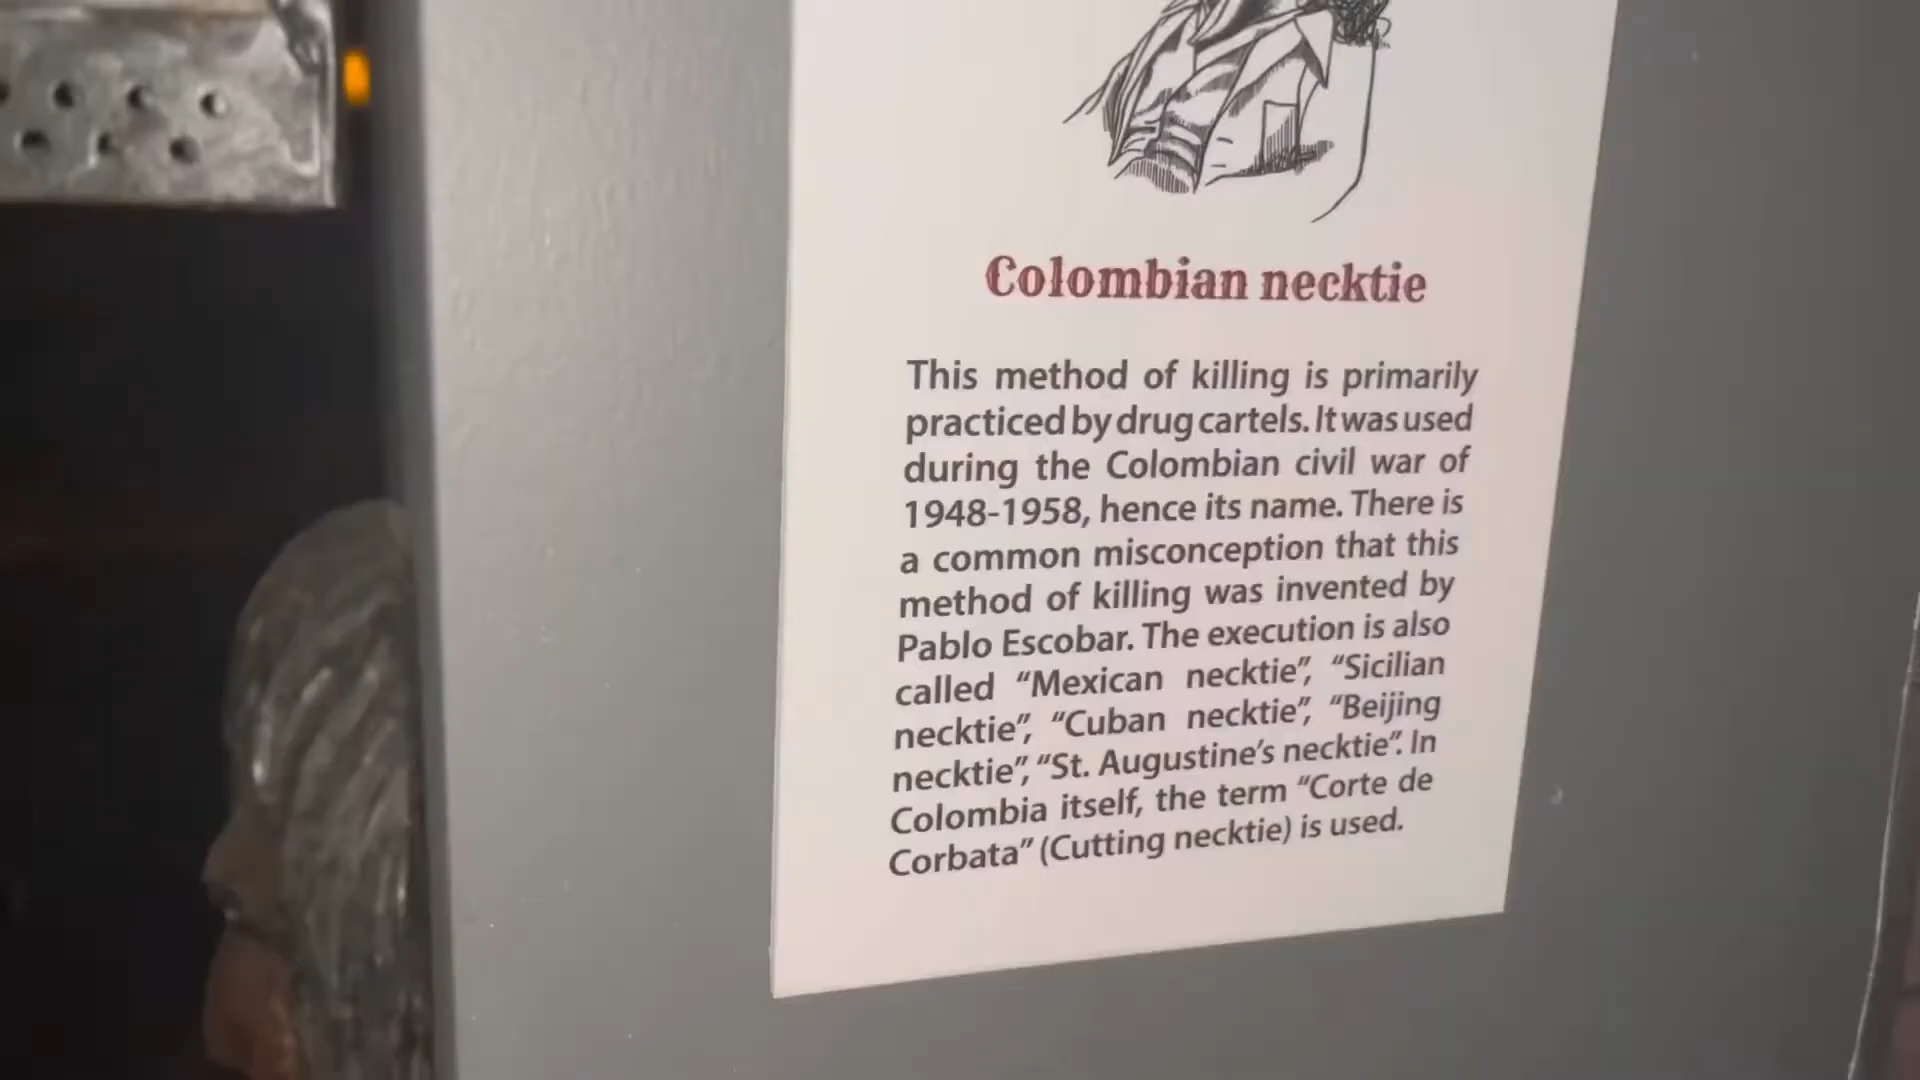 Colombian necktie
This method of killing is primarily
practiced by drug cartels. It was used
during the Colombian civil war of
1948-1958, hence its name. There is
a common misconception that this
method of killing was invented by
Pablo Escobar. The execution is also
called “Mexican necktie”, “Sicilian
necktie”, “Cuban necktie”, “Beijing
necktie”, “St. Augustine’s necktie”. In
Colombia itself, the term “Corte de
Corbata” (Cutting necktie) is used.